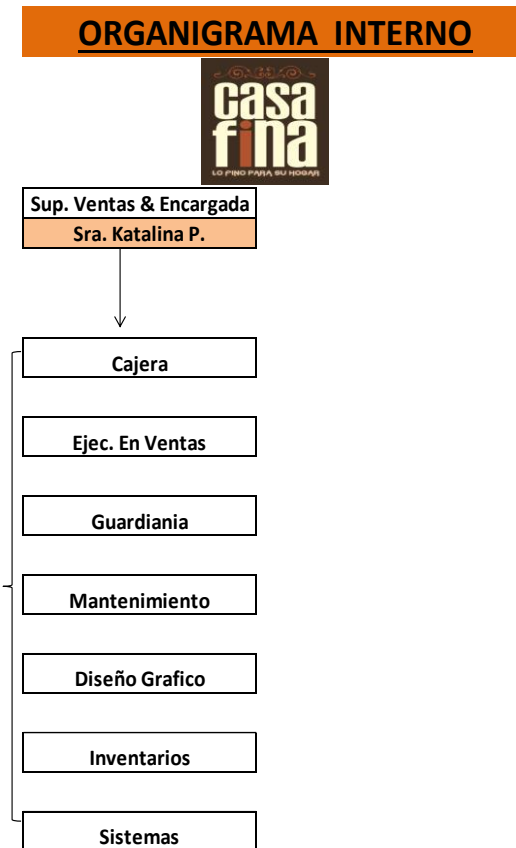 ORGANIGRAMA INTERNO
casa
fina
LO FINO PARA SU HOGAR
Sup. Ventas & Encargada
Sra. Katalina P.
Cajera
Ejec. En Ventas
Guardiania
Mantenimiento
Diseño Grafico
Inventarios
Sistemas